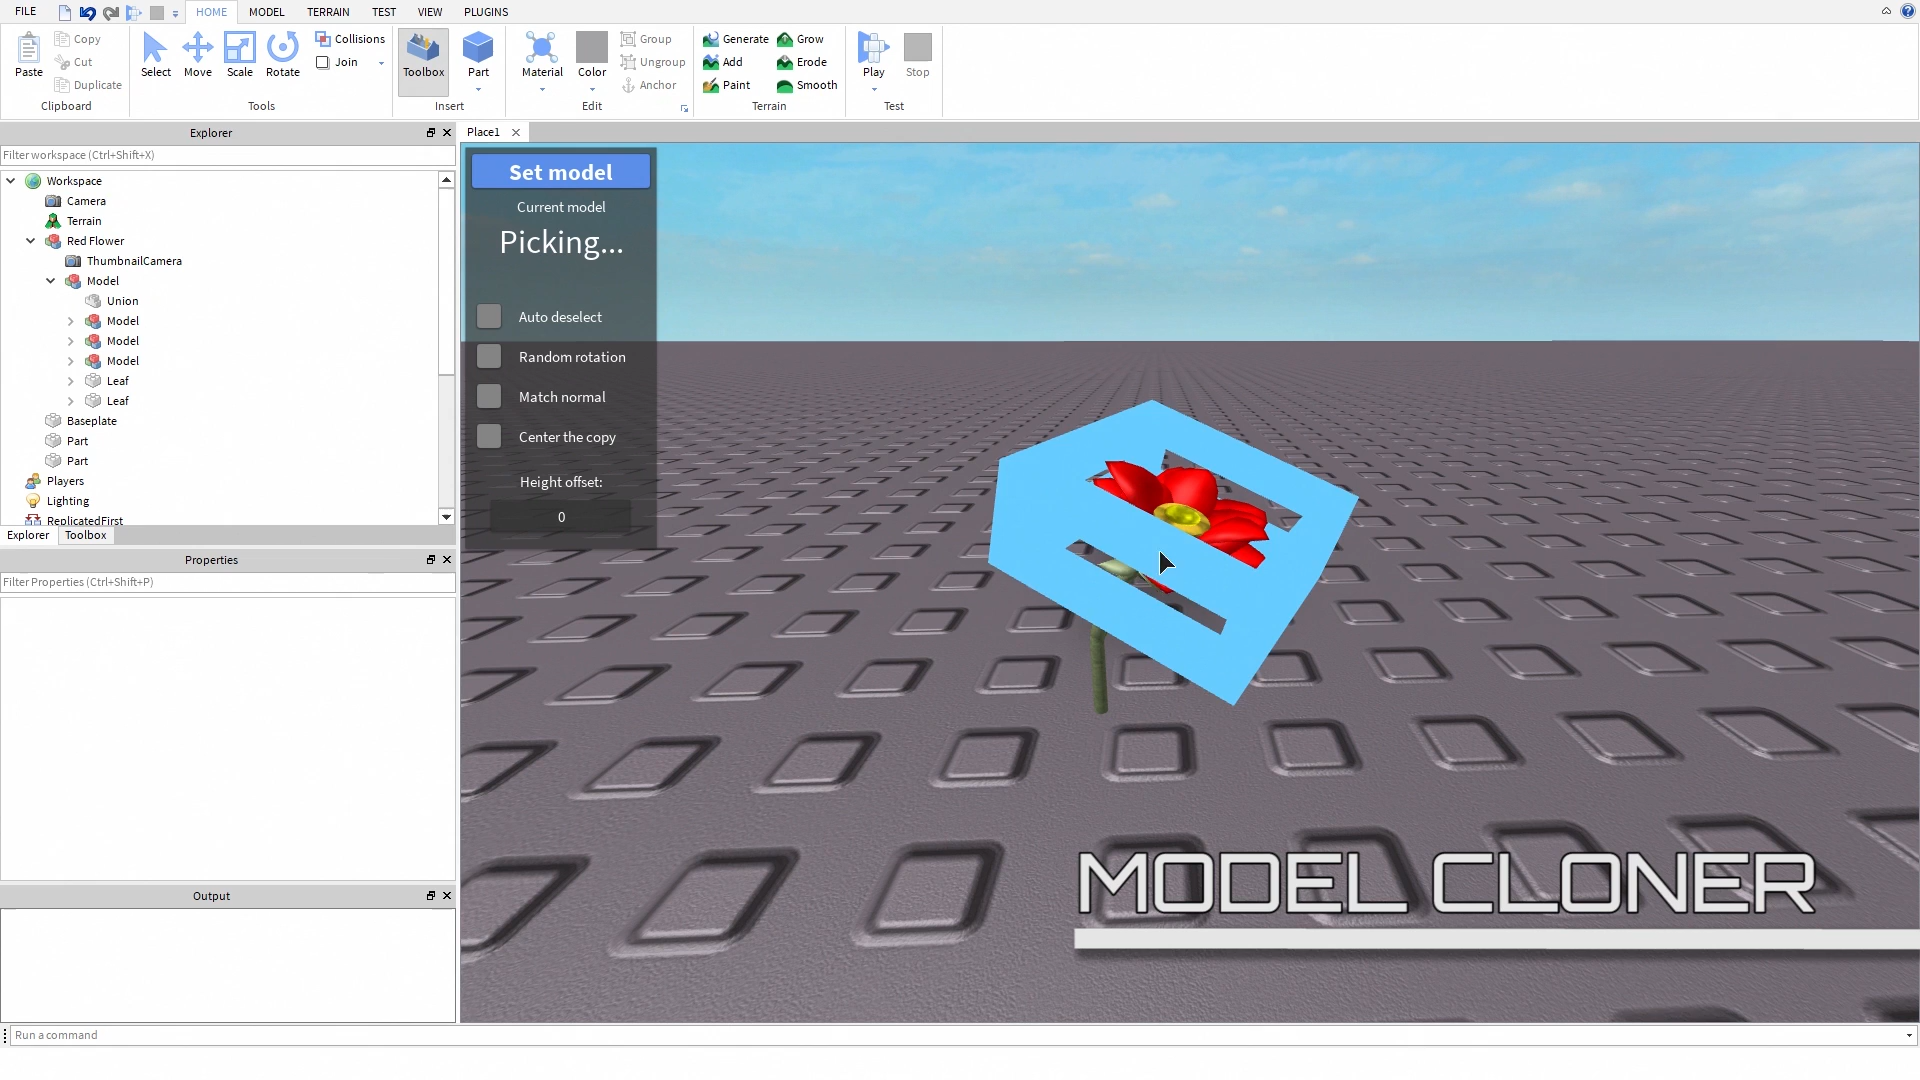 FILE
HOME
MODEL
TERRAIN
TEST
VIEW
PLUGINS
Paste
Copy
Cut
Duplicate
Clipboard
Select
Move
Scale
Rotate
Collisions
Join
Tools
Toolbox
Part
Insert
Material
Color
Group
Ungroup
Anchor
Edit
Generate
Add
Paint
Grow
Erode
Smooth
Terrain
Play
Stop
Test
Explorer
Filter workspace (Ctrl+Shift+X)
Workspace
Camera
Terrain
Red Flower
ThumbnailCamera
Model
Union
Model
Model
Model
Leaf
Leaf
Baseplate
Part
Part
Players
Lighting
ReplicatedFirst
Explorer
Toolbox
Properties
Filter Properties (Ctrl+Shift+P)
Output
Run a command
Place1
Set model
Current model
Picking...
Auto deselect
Random rotation
Match normal
Center the copy
Height offset:
0
MODEL CLONER